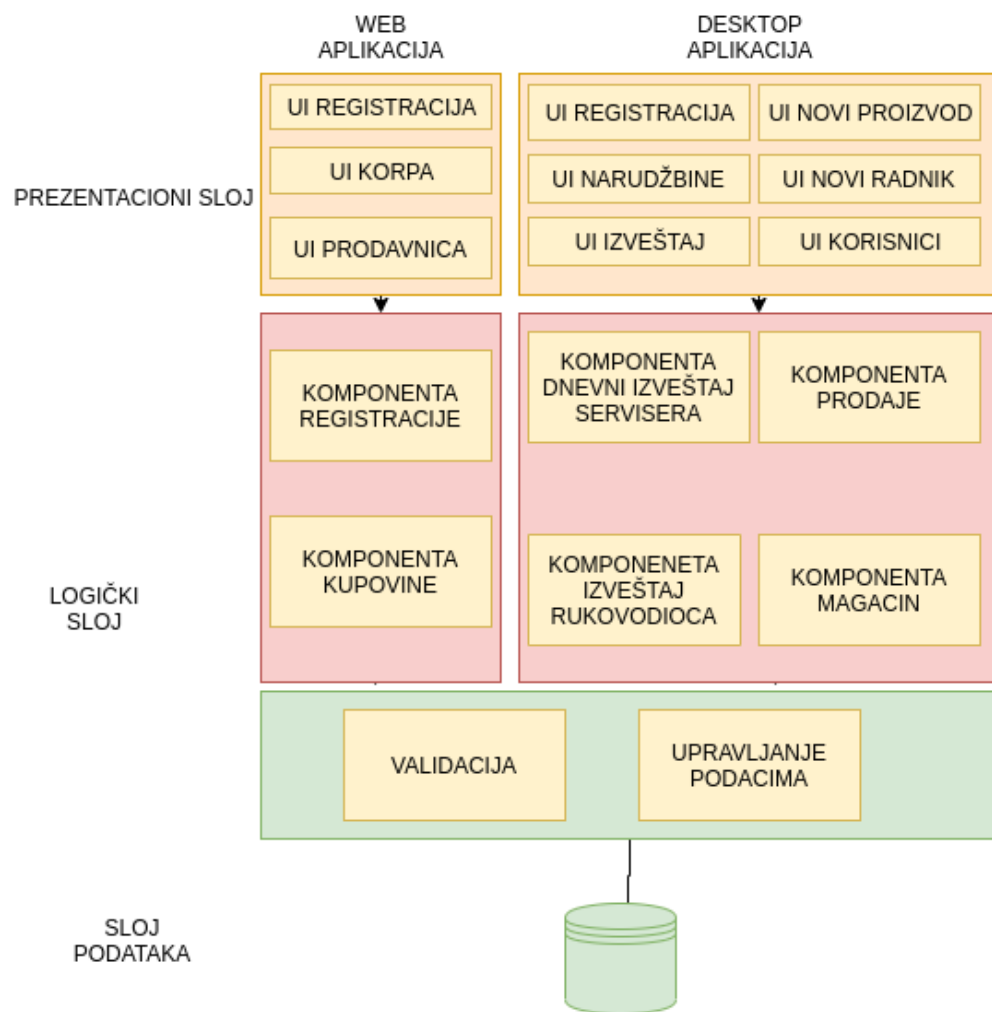 WEB
APLIKACIJA
DESKTOP
APLIKACIJA
PREZENTACIONI SLOJ
UI REGISTRACIJA
UI KORPA
UI PRODAVNICA
UI REGISTRACIJA
UI NOVI PROIZVOD
UI NARUDŽBINE
UI NOVI RADNIK
UI IZVEŠTAJ
UI KORISNICI
LOGIČKI
SLOJ
KOMPONENTA
REGISTRACIJE
KOMPONENTA
KUPOVINE
KOMPONENTA
DNEVNI IZVEŠTAJ
SERVISERA
KOMPONENTA
PRODAJE
KOMPONENETA
IZVEŠTAJ
RUKOVODIOCA
KOMPONENTA
MAGACIN
VALIDACIJA
UPRAVLJANJE
PODACIMA
SLOJ
PODATAKA